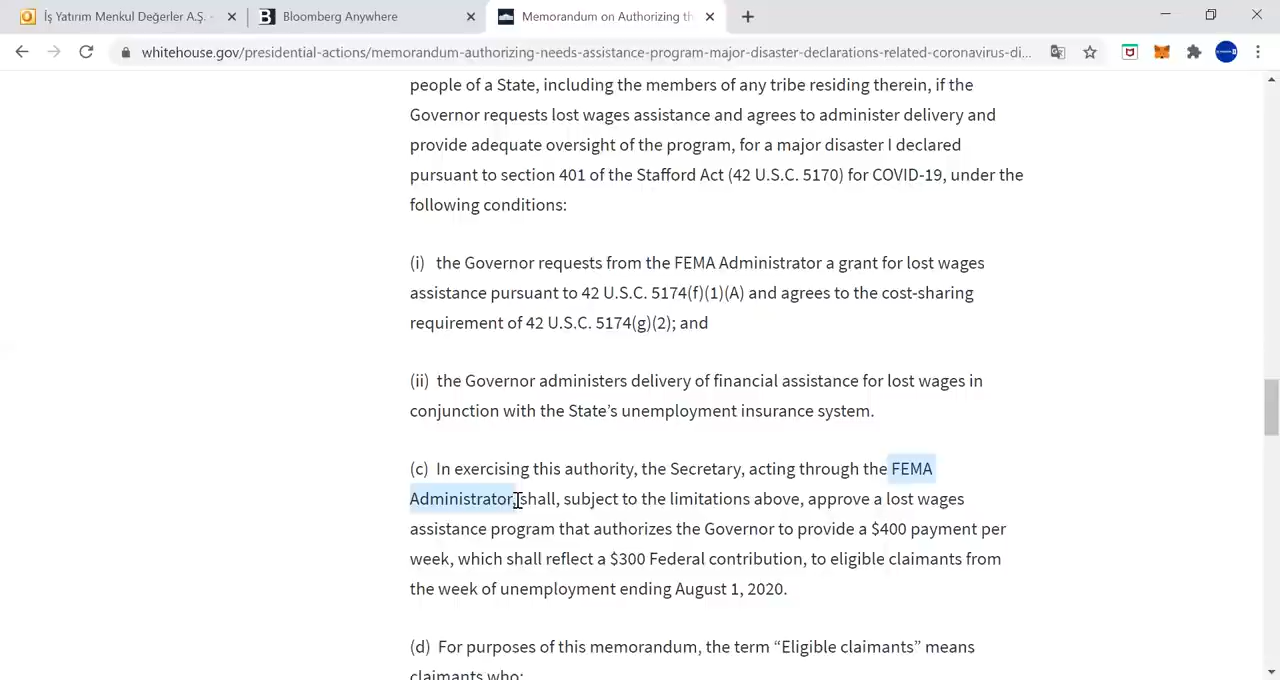 İş Yatırım Menkul Değerler A.Ş. -
Bloomberg Anywhere
Memorandum on Authorizing th
whitehouse.gov/presidential-actions/memorandum-authorizing-needs-assistance-program-major-disaster-declarations-related-coronavirus-di...
people of a State, including the members of any tribe residing therein, if the
Governor requests lost wages assistance and agrees to administer delivery and
provide adequate oversight of the program, for a major disaster I declared
pursuant to section 401 of the Stafford Act (42 U.S.C. 5170) for COVID-19, under the
following conditions:
(i) the Governor requests from the FEMA Administrator a grant for lost wages
assistance pursuant to 42 U.S.C. 5174(f)(1)(A) and agrees to the cost-sharing
requirement of 42 U.S.C. 5174(g)(2); and
(ii) the Governor administers delivery of financial assistance for lost wages in
conjunction with the State’s unemployment insurance system.
(c) In exercising this authority, the Secretary, acting through the FEMA
Administrator, shall, subject to the limitations above, approve a lost wages
assistance program that authorizes the Governor to provide a $400 payment per
week, which shall reflect a $300 Federal contribution, to eligible claimants from
the week of unemployment ending August 1, 2020.
(d) For purposes of this memorandum, the term “Eligible claimants” means
claimants who: